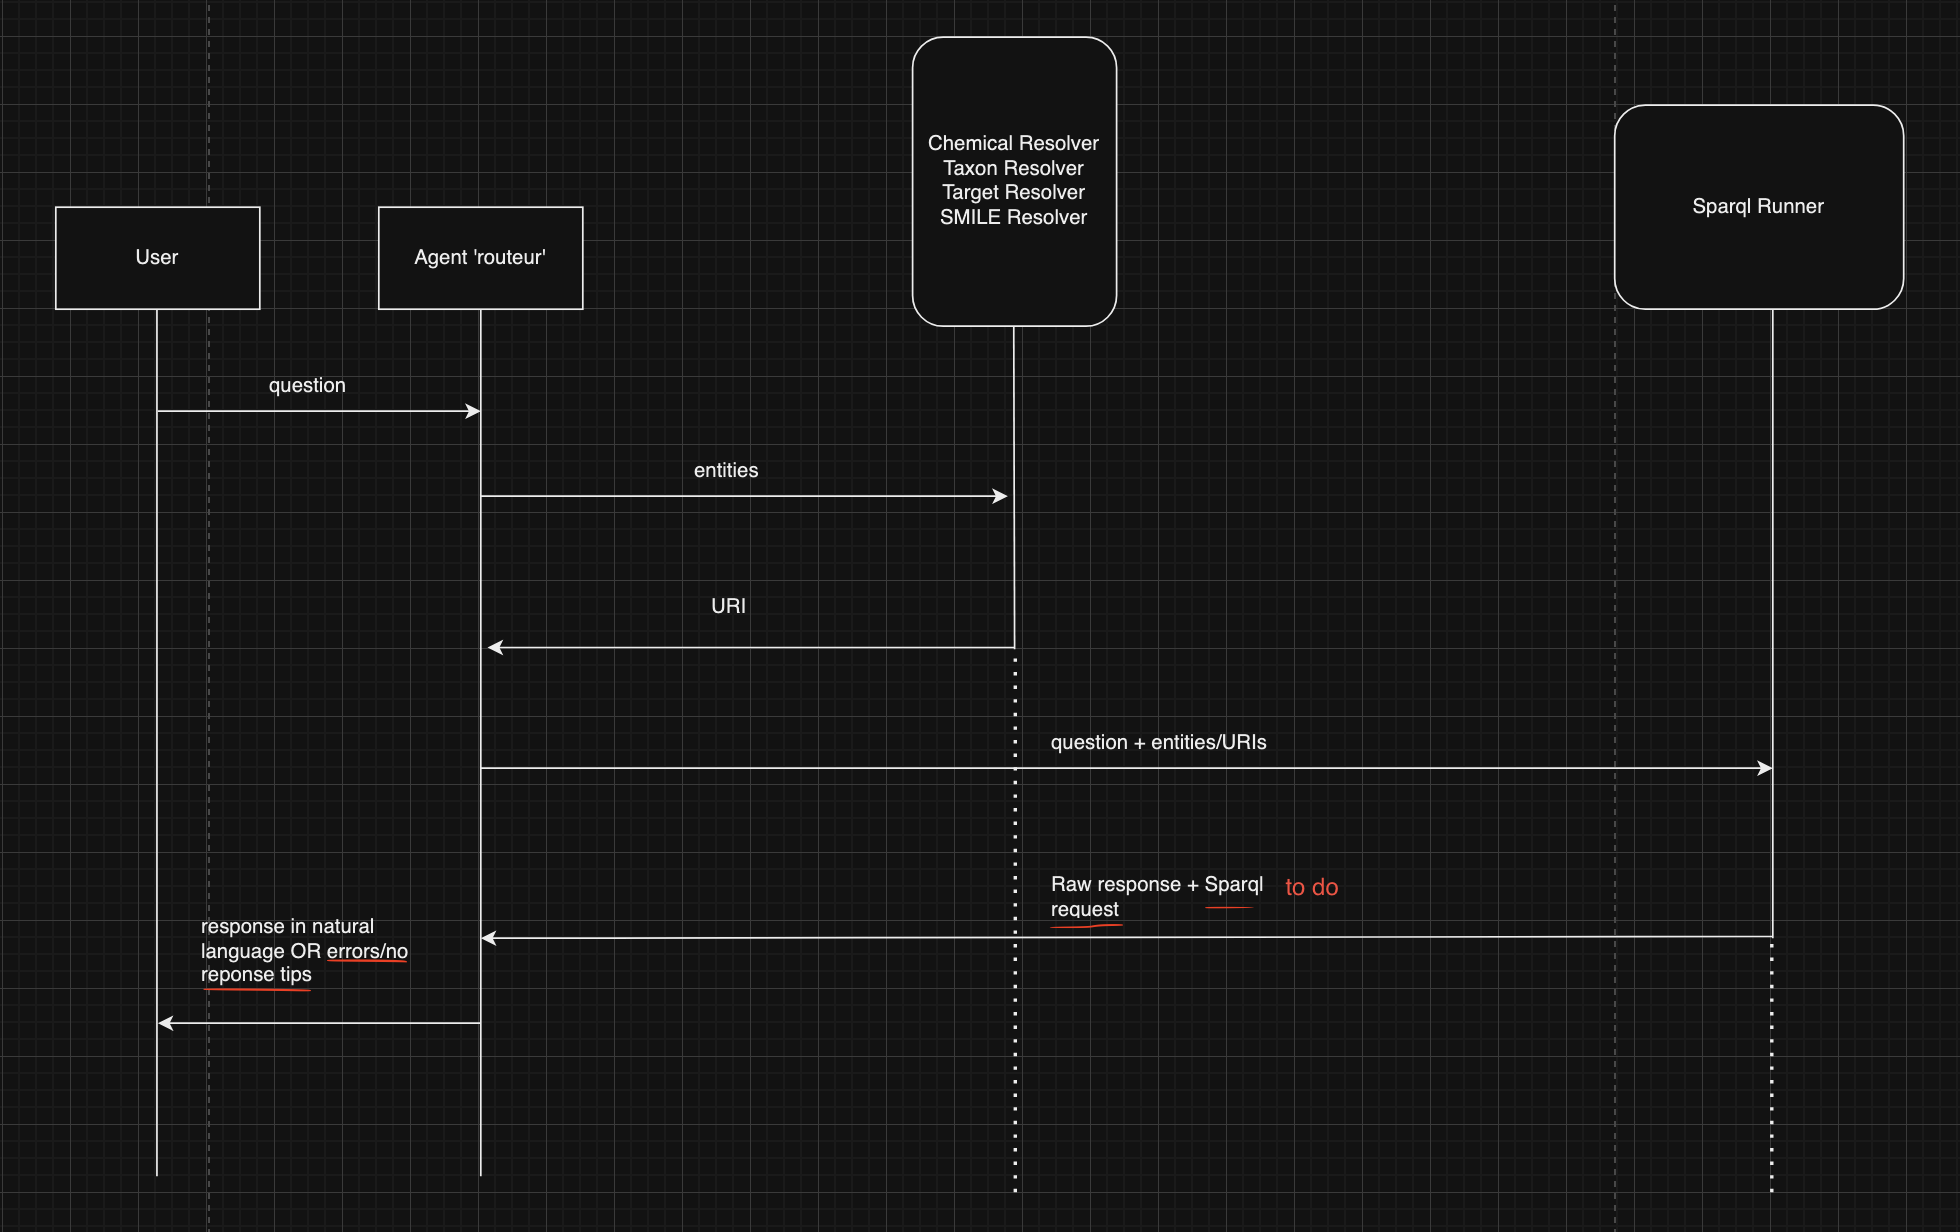 Chemical Resolver
Taxon Resolver
Target Resolver
SMILE Resolver
Sparql Runner
User
Agent 'routeur'
question
entities
URI
question + entities/URIs
Raw response + Sparql
request
to do
response in natural
language OR errors/no
reponse tips